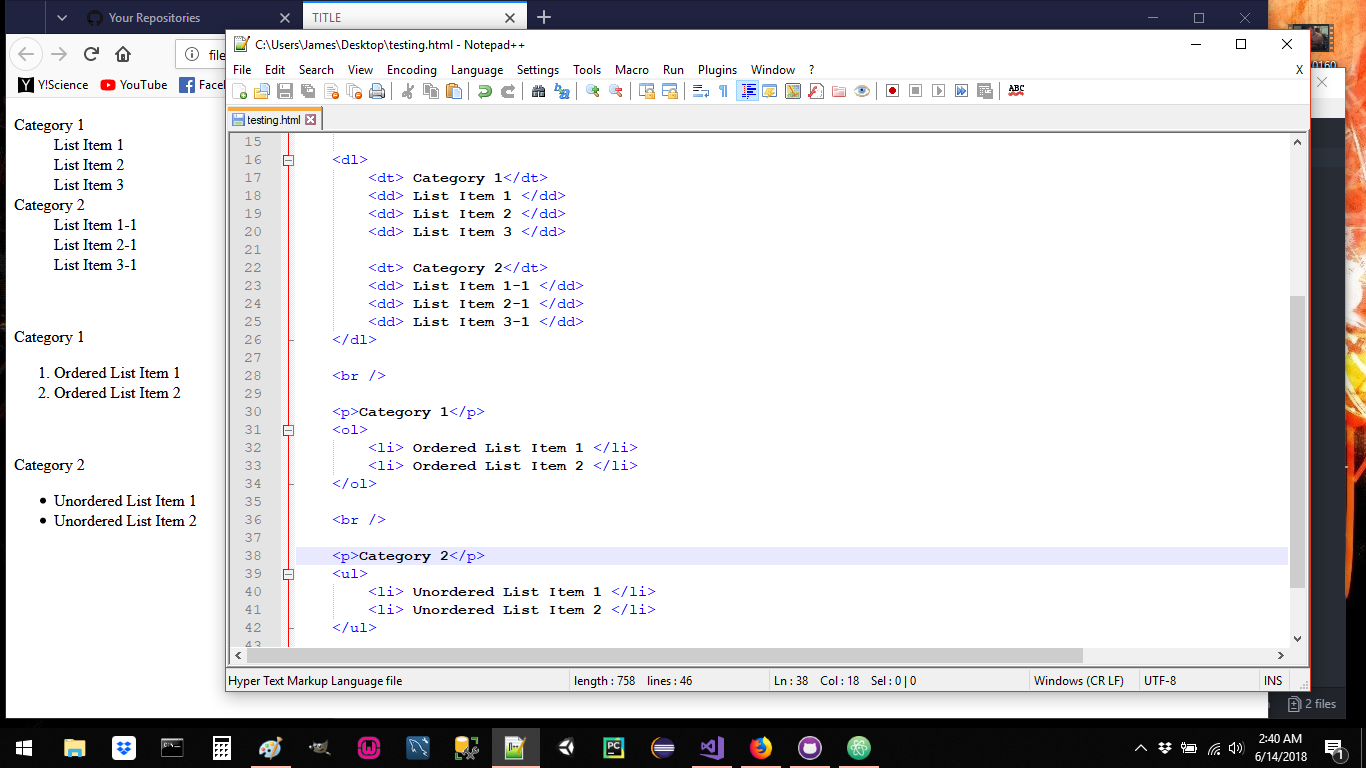 Your Repositories
TITLE
file
Y!Science YouTube Facel
Category 1
List Item 1
List Item 2
List Item 3
Category 2
List Item 1-1
List Item 2-1
List Item 3-1
Category 1
1. Ordered List Item 1
2. Ordered List Item 2
Category 2
Unordered List Item 1
Unordered List Item 2
C:\Users\James\Desktop\testing.html - Notepad++
File Edit Search View Encoding Language Settings Tools Macro Run Plugins Window ? X
ABC
testing.html
15
16 <dl>
17 <dt> Category 1</dt>
18 <dd> List Item 1 </dd>
19 <dd> List Item 2 </dd>
20 <dd> List Item 3 </dd>
21
22 <dt> Category 2</dt>
23 <dd> List Item 1-1 </dd>
24 <dd> List Item 2-1 </dd>
25 <dd> List Item 3-1 </dd>
26 </dl>
27
28 <br />
29
30 <p>Category 1</p>
31 <ol>
32 <li> Ordered List Item 1 </li>
33 <li> Ordered List Item 2 </li>
34 </ol>
35
36 <br />
37
38 <p>Category 2</p>
39 <ul>
40 <li> Unordered List Item 1 </li>
41 <li> Unordered List Item 2 </li>
42 </ul>
43
Hyper Text Markup Language file length : 758 lines : 46 Ln : 38 Col : 18 Sel : 0 | 0 Windows (CR LF) UTF-8 INS
2 files
PC
2:40 AM
6/14/2018
1